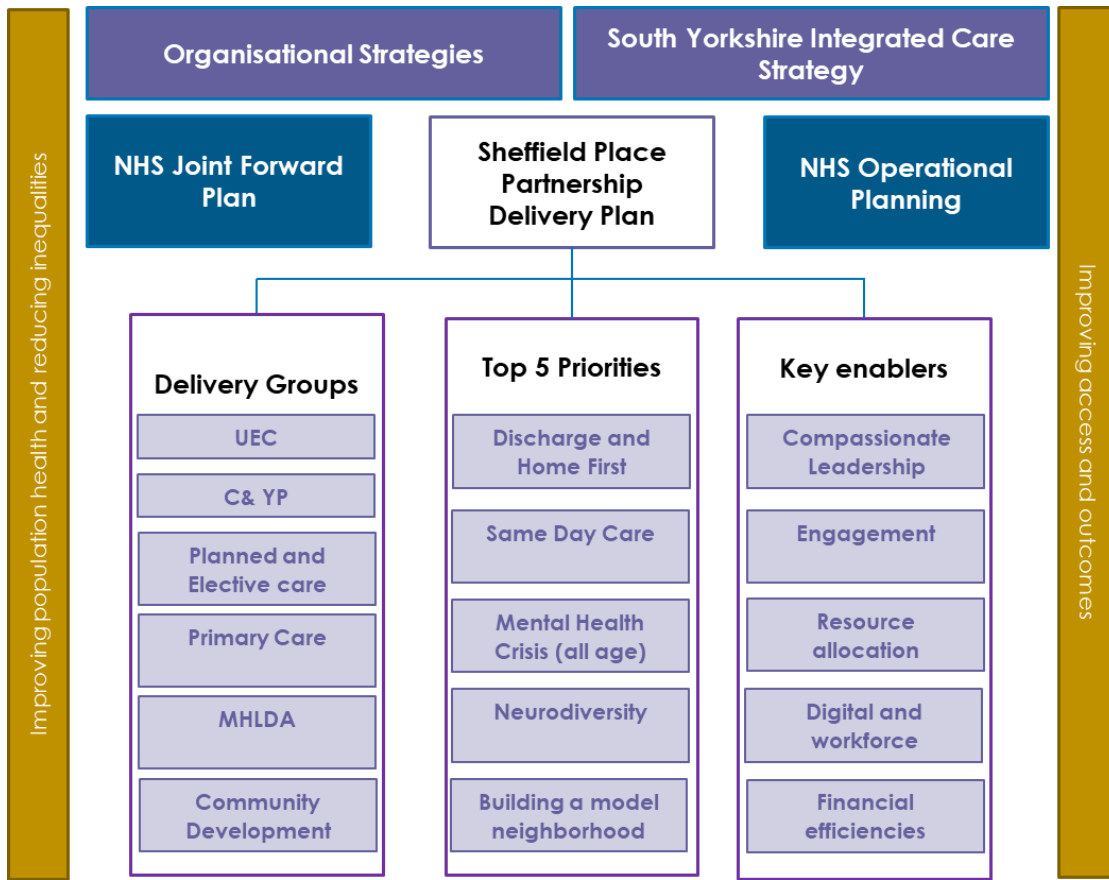 Organisational Strategies
South Yorkshire Integrated Care
Strategy
Improving population health and reducing inequalities
NHS Joint Forward
Plan
Sheffield Place
Partnership
Delivery Plan
NHS Operational
Planning
Improving access and outcomes
Delivery Groups
UEC
C& YP
Planned and
Elective care
Primary Care
MHLDA
Community
Development
Top 5 Priorities
Discharge and
Home First
Same Day Care
Mental Health
Crisis (all age)
Neurodiversity
Building a model
neighborhood
Key enablers
Compassionate
Leadership
Engagement
Resource
allocation
Digital and
workforce
Financial
efficiencies